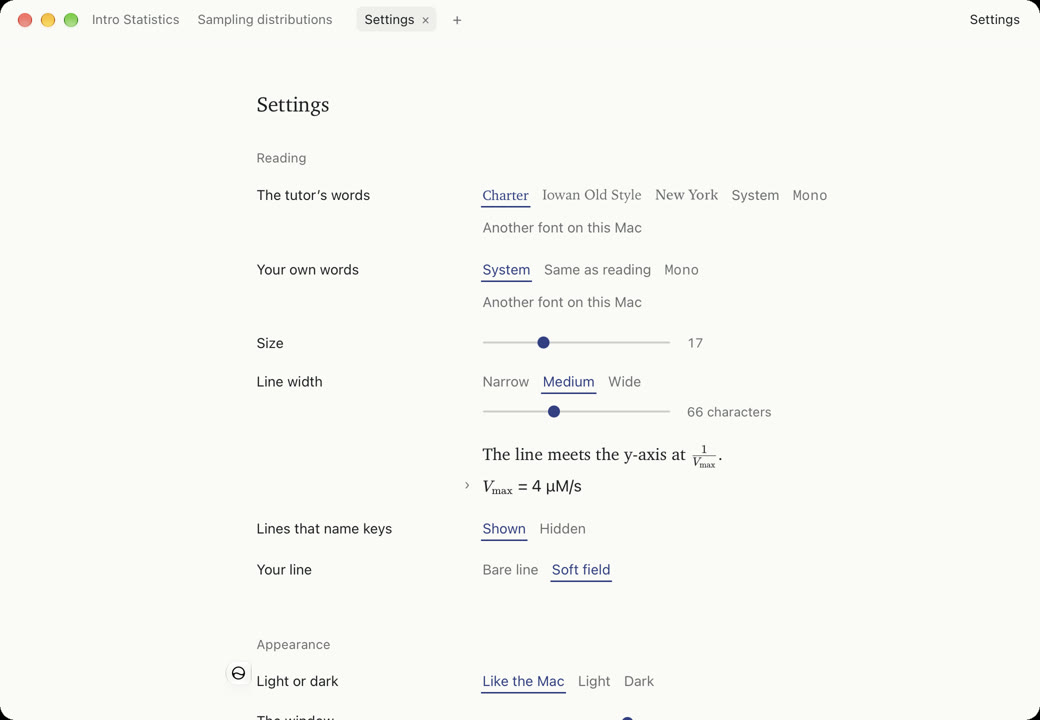 Intro Statistics Sampling distributions Settings × + Settings
Settings
Reading
The tutor’s words Charter Iowan Old Style New York System Mono
Another font on this Mac
Your own words System Same as reading Mono
Another font on this Mac
Size 17
Line width Narrow Medium Wide
66 characters
The line meets the y-axis at 1/Vmax.
› Vmax = 4 µM/s
Lines that name keys Shown Hidden
Your line Bare line Soft field
Appearance
Light or dark Like the Mac Light Dark
The window